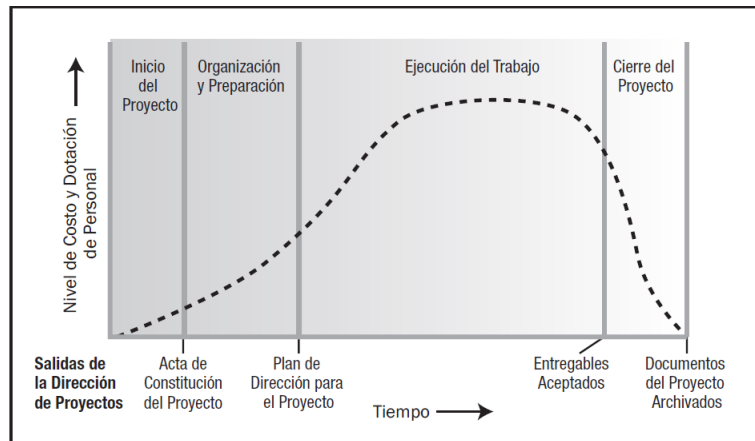 Inicio
del
Proyecto
Organización
y Preparación
Ejecución del Trabajo
Cierre del
Proyecto
Nivel de Costo y Dotación
de Personal
Salidas de
la Dirección
de Proyectos
Acta de
Constitución
del Proyecto
Plan de
Dirección para
el Proyecto
Tiempo
Entregables
Aceptados
Documentos
del Proyecto
Archivados